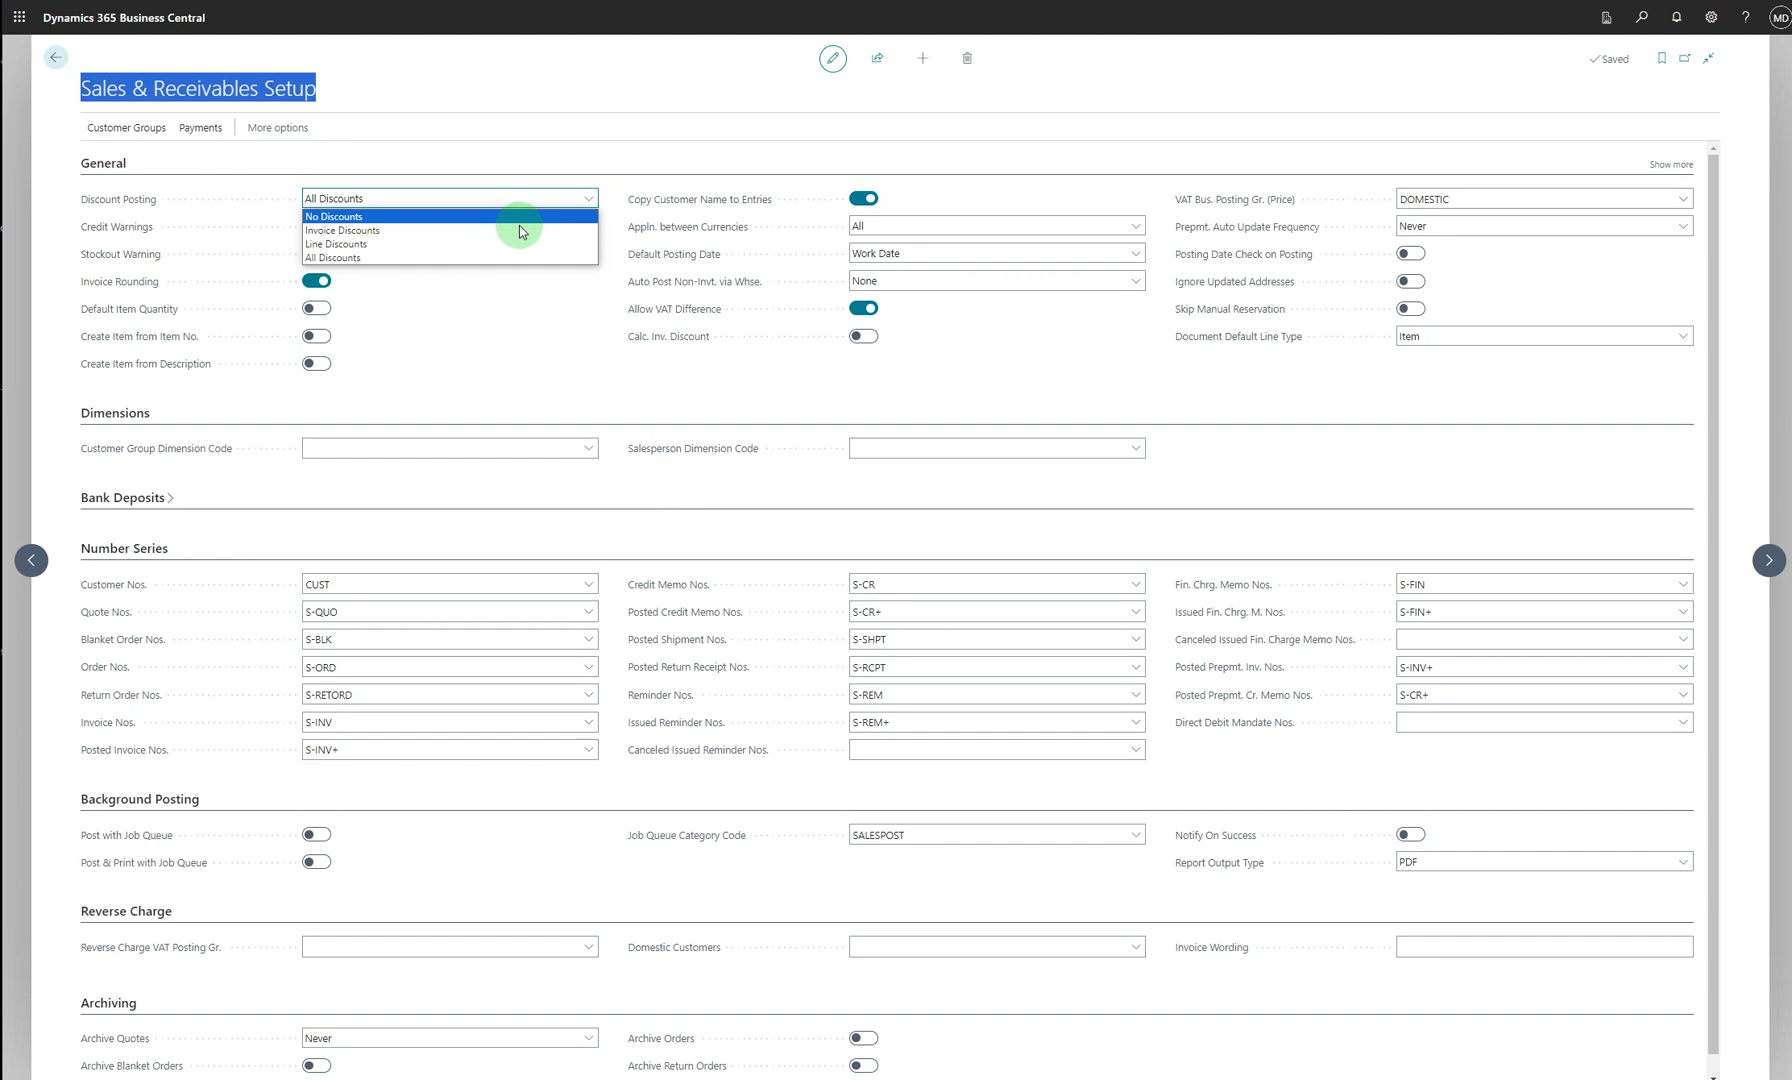 Dynamics 365 Business Central
?
MD
Saved
Sales & Receivables Setup
Customer Groups Payments More options
General
Show more
Discount Posting All Discounts
No Discounts
Invoice Discounts
Line Discounts
All Discounts
Credit Warnings
Stockout Warning
Invoice Rounding
Default Item Quantity
Create Item from Item No.
Create Item from Description
Copy Customer Name to Entries
Appln. between Currencies All
Default Posting Date Work Date
Auto Post Non-Invt. via Whse. None
Allow VAT Difference
Calc. Inv. Discount
VAT Bus. Posting Gr. (Price) DOMESTIC
Prepmt. Auto Update Frequency Never
Posting Date Check on Posting
Ignore Updated Addresses
Skip Manual Reservation
Document Default Line Type Item
Dimensions
Customer Group Dimension Code
Salesperson Dimension Code
Bank Deposits
Number Series
Customer Nos. CUST
Quote Nos. S-QUO
Blanket Order Nos. S-BLK
Order Nos. S-ORD
Return Order Nos. S-RETORD
Invoice Nos. S-INV
Posted Invoice Nos. S-INV+
Credit Memo Nos. S-CR
Posted Credit Memo Nos. S-CR+
Posted Shipment Nos. S-SHPT
Posted Return Receipt Nos. S-RCPT
Reminder Nos. S-REM
Issued Reminder Nos. S-REM+
Canceled Issued Reminder Nos.
Fin. Chrg. Memo Nos. S-FIN
Issued Fin. Chrg. M. Nos. S-FIN+
Canceled Issued Fin. Charge Memo Nos.
Posted Prepmt. Inv. Nos. S-INV+
Posted Prepmt. Cr. Memo Nos. S-CR+
Direct Debit Mandate Nos.
Background Posting
Post with Job Queue
Post & Print with Job Queue
Job Queue Category Code SALESPOST
Notify On Success
Report Output Type PDF
Reverse Charge
Reverse Charge VAT Posting Gr.
Domestic Customers
Invoice Wording
Archiving
Archive Quotes Never
Archive Blanket Orders
Archive Orders
Archive Return Orders